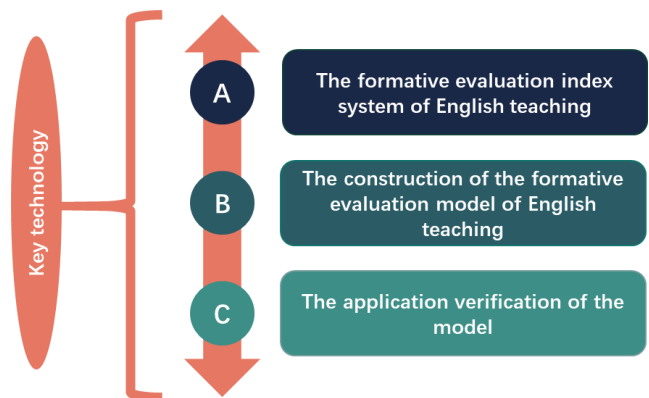 Key technology
A
The formative evaluation index
system of English teaching
B
The construction of the formative
evaluation model of English
teaching
C
The application verification of the
model